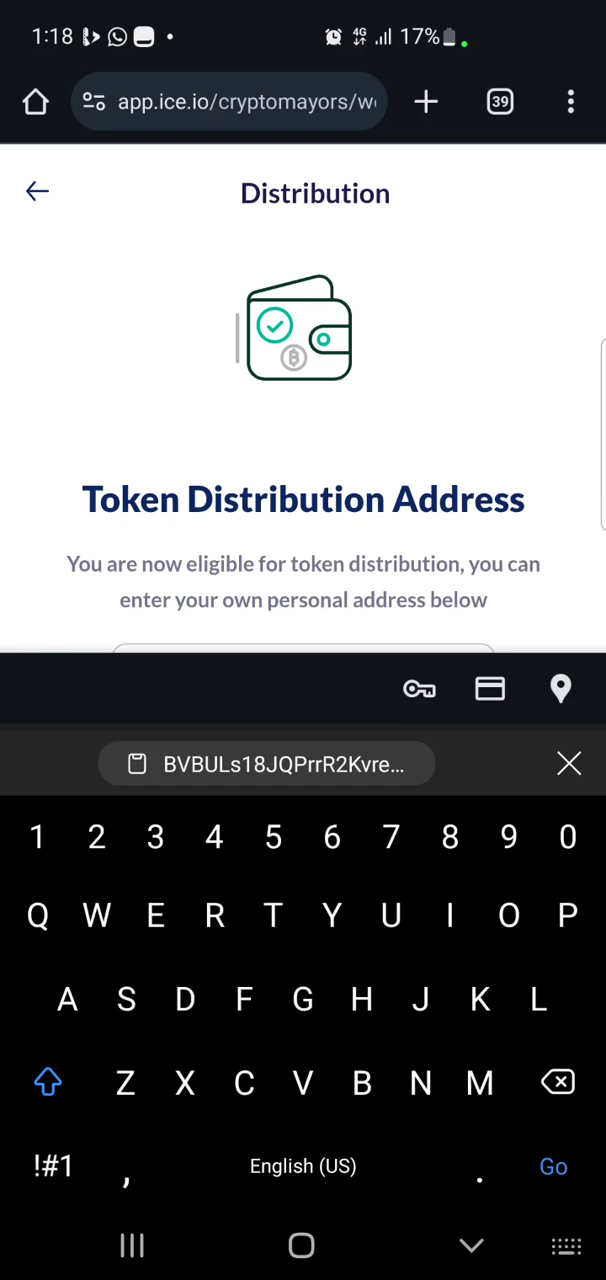 1:18
4G
17%
app.ice.io/cryptomayors/w
39
Distribution
Token Distribution Address
You are now eligible for token distribution, you can
enter your own personal address below
BVBULs18JQPrrR2Kvre...
1 2 3 4 5 6 7 8 9 0
Q W E R T Y U I O P
A S D F G H J K L
Z X C V B N M
!#1 , English (US) . Go